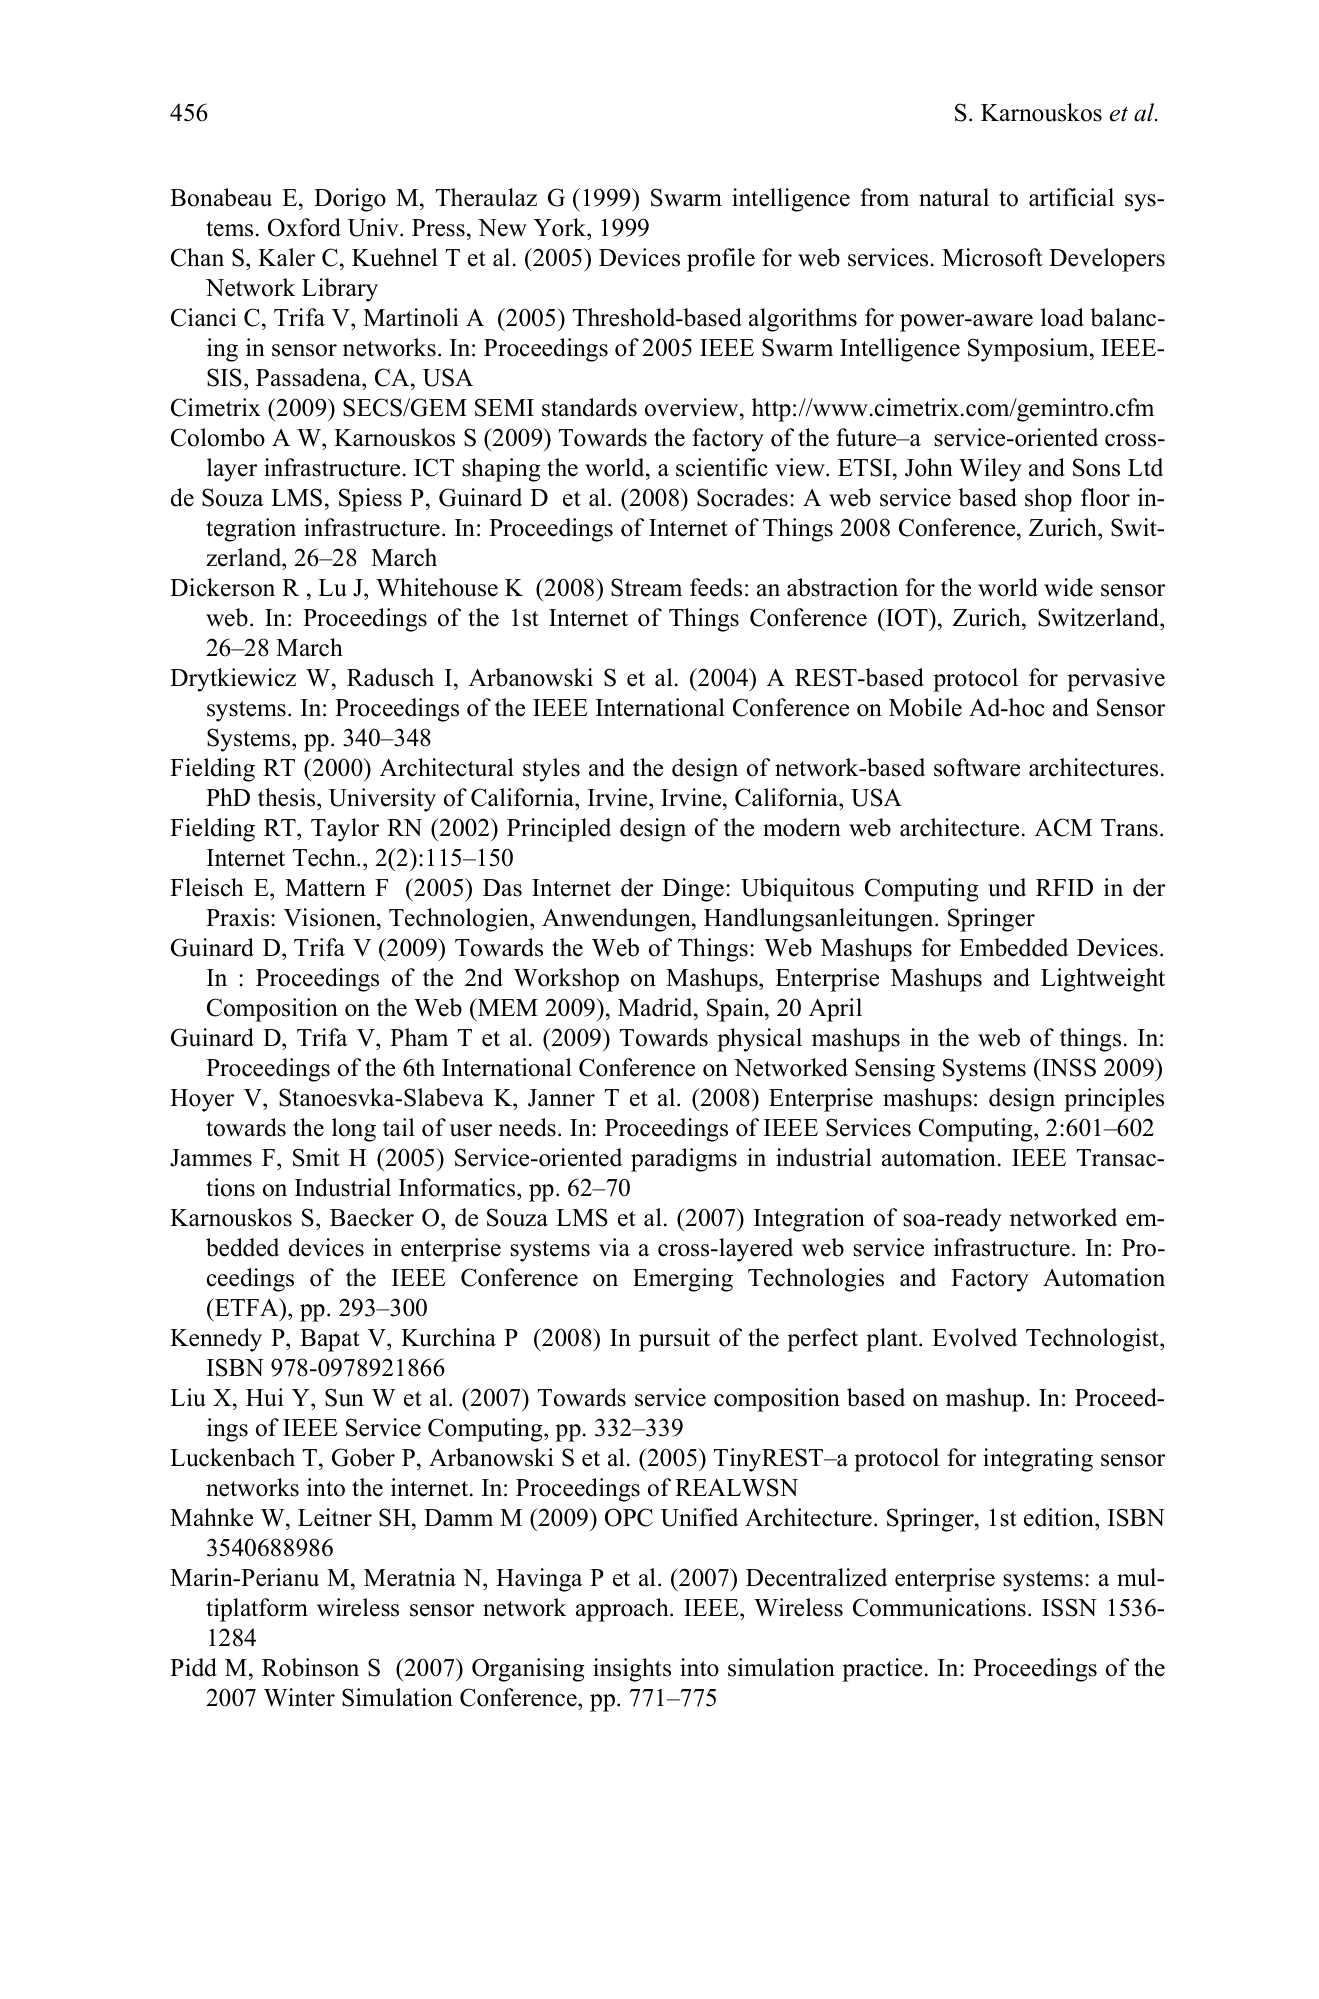 456 S. Karnouskos et al.
Bonabeau E, Dorigo M, Theraulaz G (1999) Swarm intelligence from natural to artificial sys-
tems. Oxford Univ. Press, New York, 1999
Chan S, Kaler C, Kuehnel T et al. (2005) Devices profile for web services. Microsoft Developers
Network Library
Cianci C, Trifa V, Martinoli A (2005) Threshold-based algorithms for power-aware load balanc-
ing in sensor networks. In: Proceedings of 2005 IEEE Swarm Intelligence Symposium, IEEE-
SIS, Passadena, CA, USA
Cimetrix (2009) SECS/GEM SEMI standards overview, http://www.cimetrix.com/gemintro.cfm
Colombo A W, Karnouskos S (2009) Towards the factory of the future–a service-oriented cross-
layer infrastructure. ICT shaping the world, a scientific view. ETSI, John Wiley and Sons Ltd
de Souza LMS, Spiess P, Guinard D et al. (2008) Socrades: A web service based shop floor in-
tegration infrastructure. In: Proceedings of Internet of Things 2008 Conference, Zurich, Swit-
zerland, 26–28 March
Dickerson R , Lu J, Whitehouse K (2008) Stream feeds: an abstraction for the world wide sensor
web. In: Proceedings of the 1st Internet of Things Conference (IOT), Zurich, Switzerland,
26–28 March
Drytkiewicz W, Radusch I, Arbanowski S et al. (2004) A REST-based protocol for pervasive
systems. In: Proceedings of the IEEE International Conference on Mobile Ad-hoc and Sensor
Systems, pp. 340–348
Fielding RT (2000) Architectural styles and the design of network-based software architectures.
PhD thesis, University of California, Irvine, Irvine, California, USA
Fielding RT, Taylor RN (2002) Principled design of the modern web architecture. ACM Trans.
Internet Techn., 2(2):115–150
Fleisch E, Mattern F (2005) Das Internet der Dinge: Ubiquitous Computing und RFID in der
Praxis: Visionen, Technologien, Anwendungen, Handlungsanleitungen. Springer
Guinard D, Trifa V (2009) Towards the Web of Things: Web Mashups for Embedded Devices.
In : Proceedings of the 2nd Workshop on Mashups, Enterprise Mashups and Lightweight
Composition on the Web (MEM 2009), Madrid, Spain, 20 April
Guinard D, Trifa V, Pham T et al. (2009) Towards physical mashups in the web of things. In:
Proceedings of the 6th International Conference on Networked Sensing Systems (INSS 2009)
Hoyer V, Stanoesvka-Slabeva K, Janner T et al. (2008) Enterprise mashups: design principles
towards the long tail of user needs. In: Proceedings of IEEE Services Computing, 2:601–602
Jammes F, Smit H (2005) Service-oriented paradigms in industrial automation. IEEE Transac-
tions on Industrial Informatics, pp. 62–70
Karnouskos S, Baecker O, de Souza LMS et al. (2007) Integration of soa-ready networked em-
bedded devices in enterprise systems via a cross-layered web service infrastructure. In: Pro-
ceedings of the IEEE Conference on Emerging Technologies and Factory Automation
(ETFA), pp. 293–300
Kennedy P, Bapat V, Kurchina P (2008) In pursuit of the perfect plant. Evolved Technologist,
ISBN 978-0978921866
Liu X, Hui Y, Sun W et al. (2007) Towards service composition based on mashup. In: Proceed-
ings of IEEE Service Computing, pp. 332–339
Luckenbach T, Gober P, Arbanowski S et al. (2005) TinyREST–a protocol for integrating sensor
networks into the internet. In: Proceedings of REALWSN
Mahnke W, Leitner SH, Damm M (2009) OPC Unified Architecture. Springer, 1st edition, ISBN
3540688986
Marin-Perianu M, Meratnia N, Havinga P et al. (2007) Decentralized enterprise systems: a mul-
tiplatform wireless sensor network approach. IEEE, Wireless Communications. ISSN 1536-
1284
Pidd M, Robinson S (2007) Organising insights into simulation practice. In: Proceedings of the
2007 Winter Simulation Conference, pp. 771–775